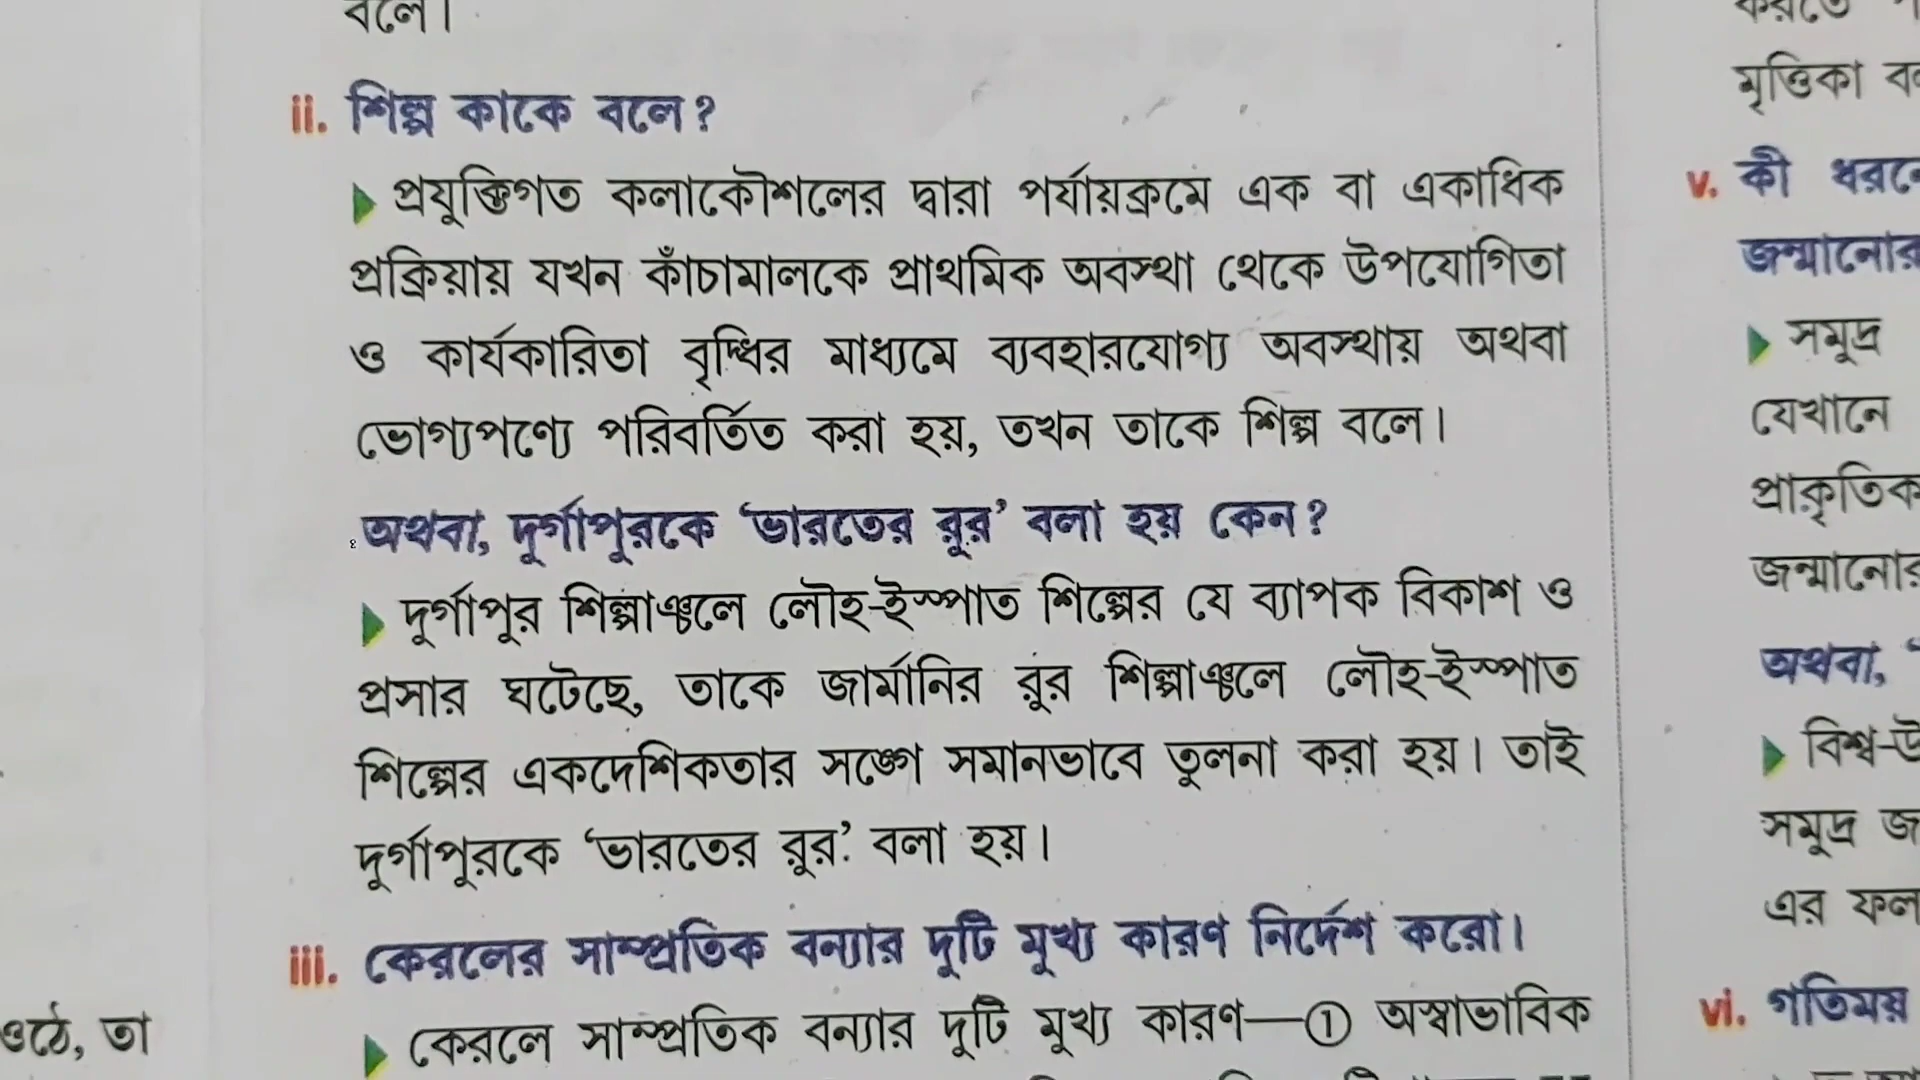 বলে।
ii. শিল্প কাকে বলে?
▶ প্রযুক্তিগত কলাকৌশলের দ্বারা পর্যায়ক্রমে এক বা একাধিক
প্রক্রিয়ায় যখন কাঁচামালকে প্রাথমিক অবস্থা থেকে উপযোগিতা
ও কার্যকারিতা বৃদ্ধির মাধ্যমে ব্যবহারযোগ্য অবস্থায় অথবা
ভোগ্যপণ্যে পরিবর্তিত করা হয়, তখন তাকে শিল্প বলে।
অথবা, দুর্গাপুরকে ‘ভারতের রুর’ বলা হয় কেন?
▶ দুর্গাপুর শিল্পাঞ্চলে লৌহ-ইস্পাত শিল্পের যে ব্যাপক বিকাশ ও
প্রসার ঘটেছে, তাকে জার্মানির রুর শিল্পাঞ্চলে লৌহ-ইস্পাত
শিল্পের একদেশিকতার সঙ্গে সমানভাবে তুলনা করা হয়। তাই
দুর্গাপুরকে ‘ভারতের রুর’ বলা হয়।
iii. কেরলের সাম্প্রতিক বন্যার দুটি মুখ্য কারণ নির্দেশ করো।
▶ কেরলে সাম্প্রতিক বন্যার দুটি মুখ্য কারণ—① অস্বাভাবিক
ওঠে, তা
করতে
মৃত্তিকা
v. কী
জন্মানোর
▶ সমুদ্র
যেখানে
প্রাকৃতিক
জন্মানোর
অথবা,
▶ বিশ্ব-
সমুদ্র
এর ফল
vi. গতিময়